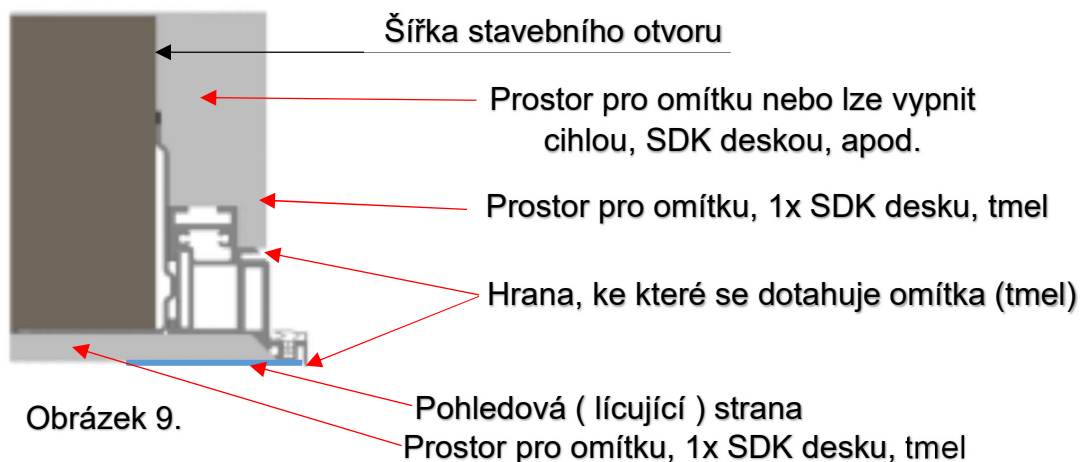 Šířka stavebního otvoru
Prostor pro omítku nebo lze vypnit
cihlou, SDK deskou, apod.
Prostor pro omítku, 1x SDK desku, tmel
Hrana, ke které se dotahuje omítka (tmel)
Pohledová ( lícující ) strana
Obrázek 9.
Prostor pro omítku, 1x SDK desku, tmel